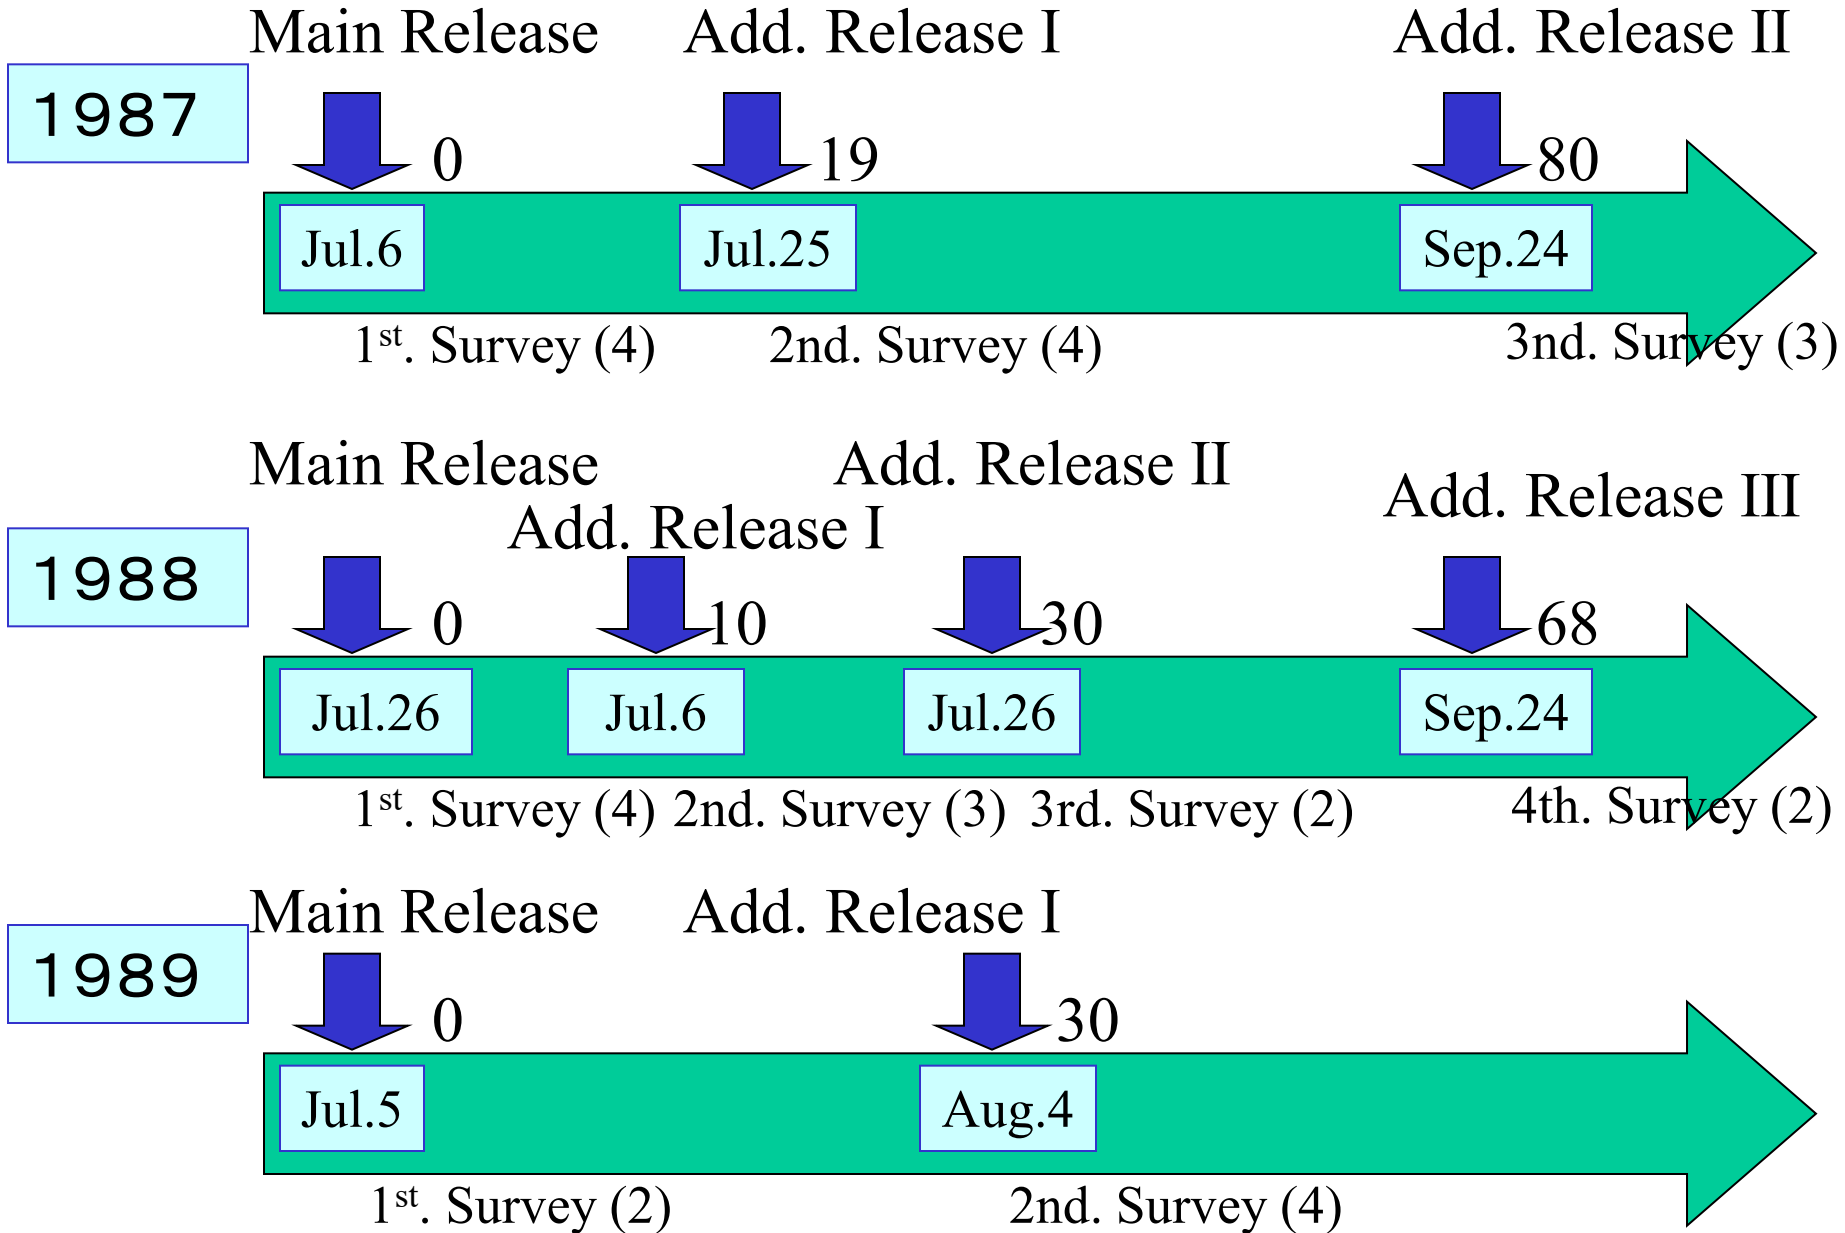 Main Release Add. Release I Add. Release II
1987
0 19 80
Jul.6 Jul.25 Sep.24
1st. Survey (4) 2nd. Survey (4) 3nd. Survey (3)
Main Release Add. Release II
Add. Release III
Add. Release I
1988
0 10 30 68
Jul.26 Jul.6 Jul.26 Sep.24
1st. Survey (4) 2nd. Survey (3) 3rd. Survey (2) 4th. Survey (2)
Main Release Add. Release I
1989
0 30
Jul.5 Aug.4
1st. Survey (2) 2nd. Survey (4)